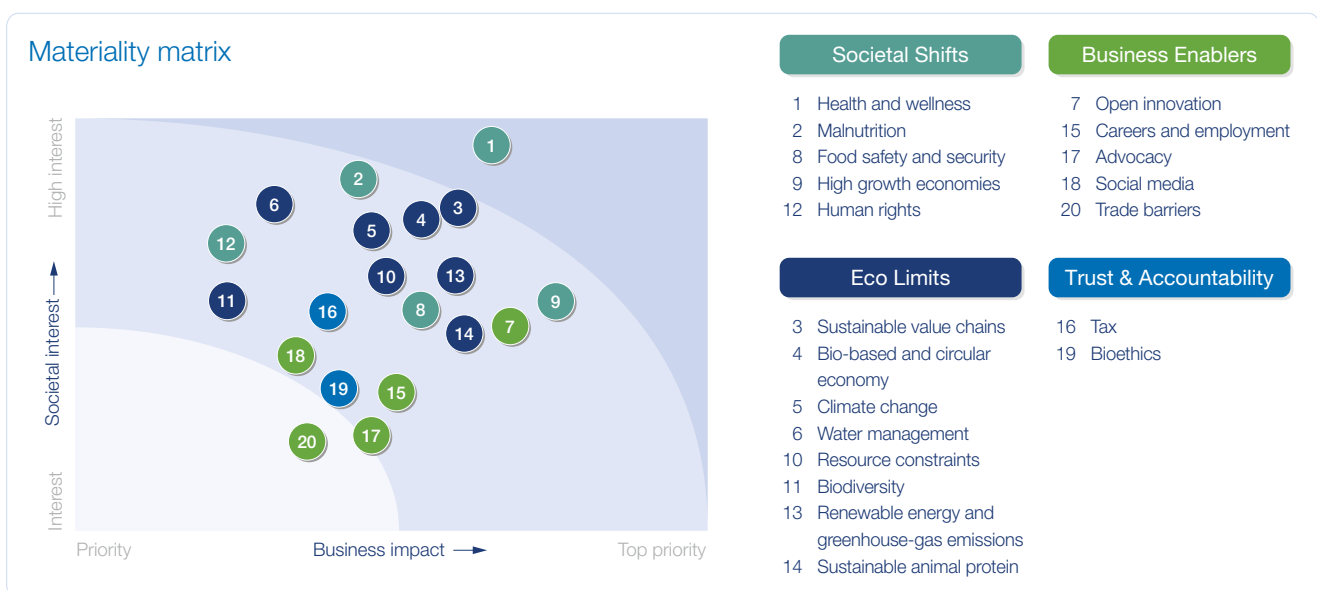 Materiality matrix
High interest
Societal interest
Interest
1
2
6
3
4
5
12
10
13
11
9
8
16
7
14
18
19
15
17
20
Priority
Business impact
Top priority
Societal Shifts
1 Health and wellness
2 Malnutrition
8 Food safety and security
9 High growth economies
12 Human rights
Business Enablers
7 Open innovation
15 Careers and employment
17 Advocacy
18 Social media
20 Trade barriers
Eco Limits
3 Sustainable value chains
4 Bio-based and circular
economy
5 Climate change
6 Water management
10 Resource constraints
11 Biodiversity
13 Renewable energy and
greenhouse-gas emissions
14 Sustainable animal protein
Trust & Accountability
16 Tax
19 Bioethics